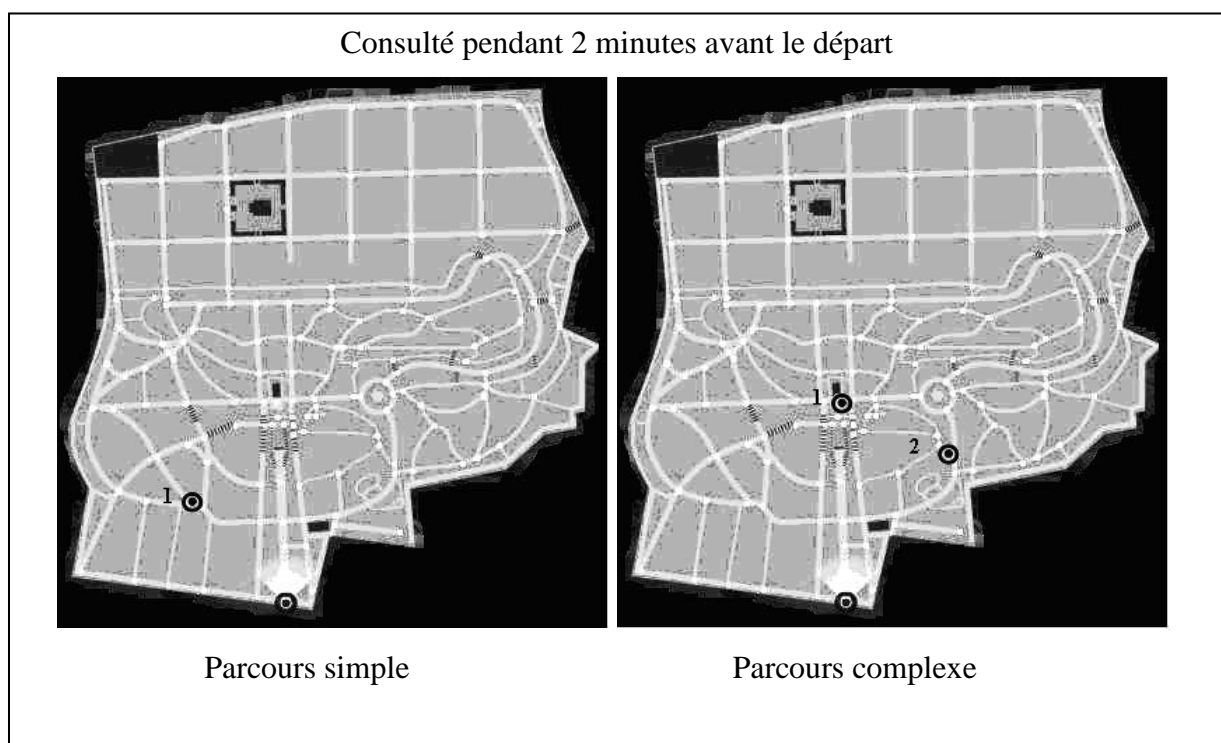 Consulté pendant 2 minutes avant le départ
1
1
2
Parcours simple
Parcours complexe